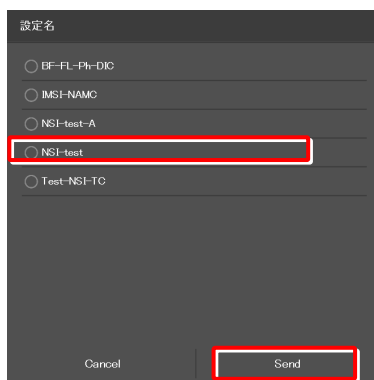 設定名
BF-FL-Ph-DIC
IMSI-NAMC
NSI-test-A
NSI-test
Test-NSI-TC
Cancel Send